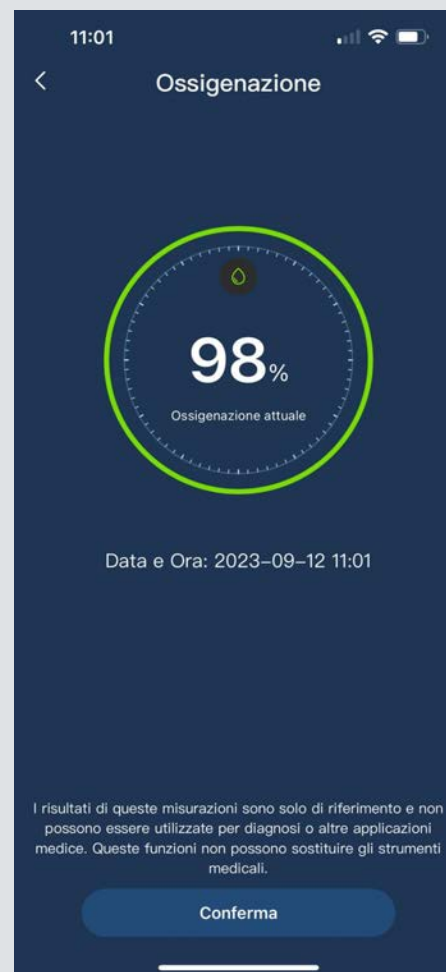 11:01
Ossigenazione
98%
Ossigenazione attuale
Data e Ora: 2023-09-12 11:01
I risultati di queste misurazioni sono solo di riferimento e non
possono essere utilizzate per diagnosi o altre applicazioni
medice. Queste funzioni non possono sostituire gli strumenti
medicali.
Conferma